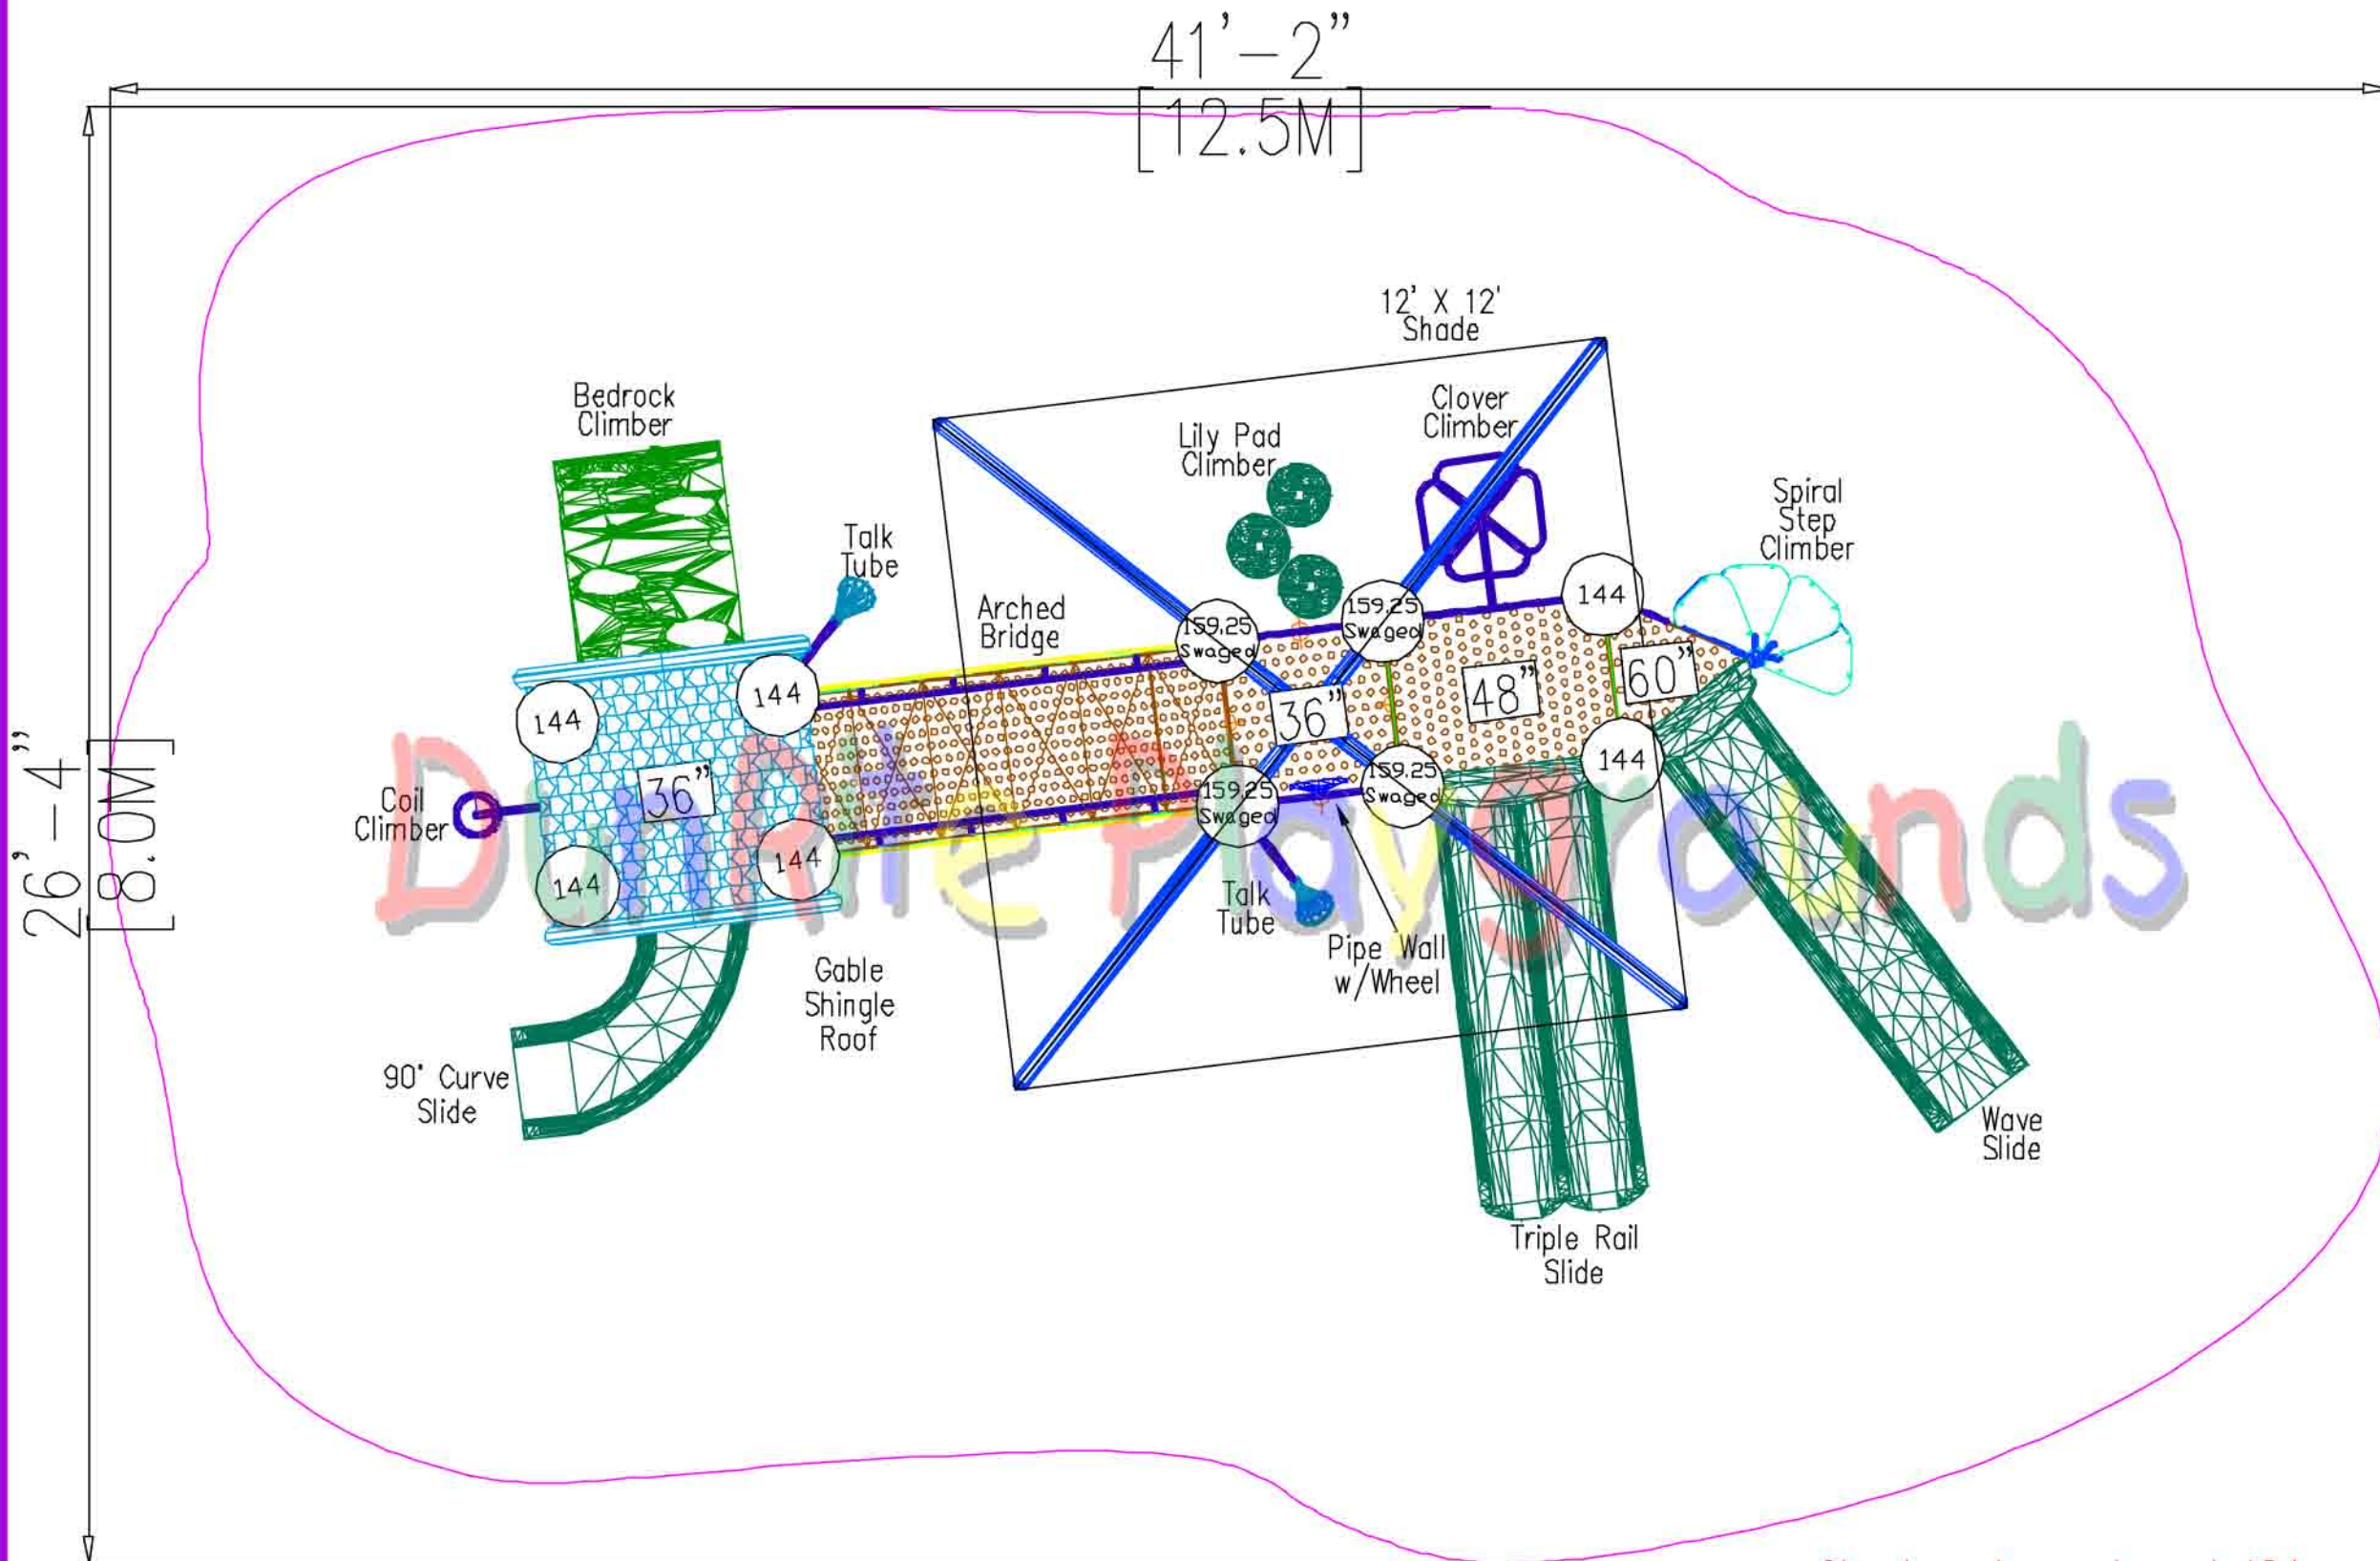 41'-2"
[12.5M]
26'-4"
[8.0M]
12' X 12'
Shade
Bedrock
Climber
Clover
Climber
Lily Pad
Climber
Spiral
Step
Climber
Talk
Tube
Arched
Bridge
144
144
159.25
Swaged
159.25
Swaged
144
36"
36"
48"
60"
Coil
Climber
144
144
159.25
Swaged
159.25
Swaged
144
DunRite Playgrounds
Talk
Tube
Pipe Wall
w/Wheel
Gable
Shingle
Roof
90° Curve
Slide
Wave
Slide
Triple Rail
Slide